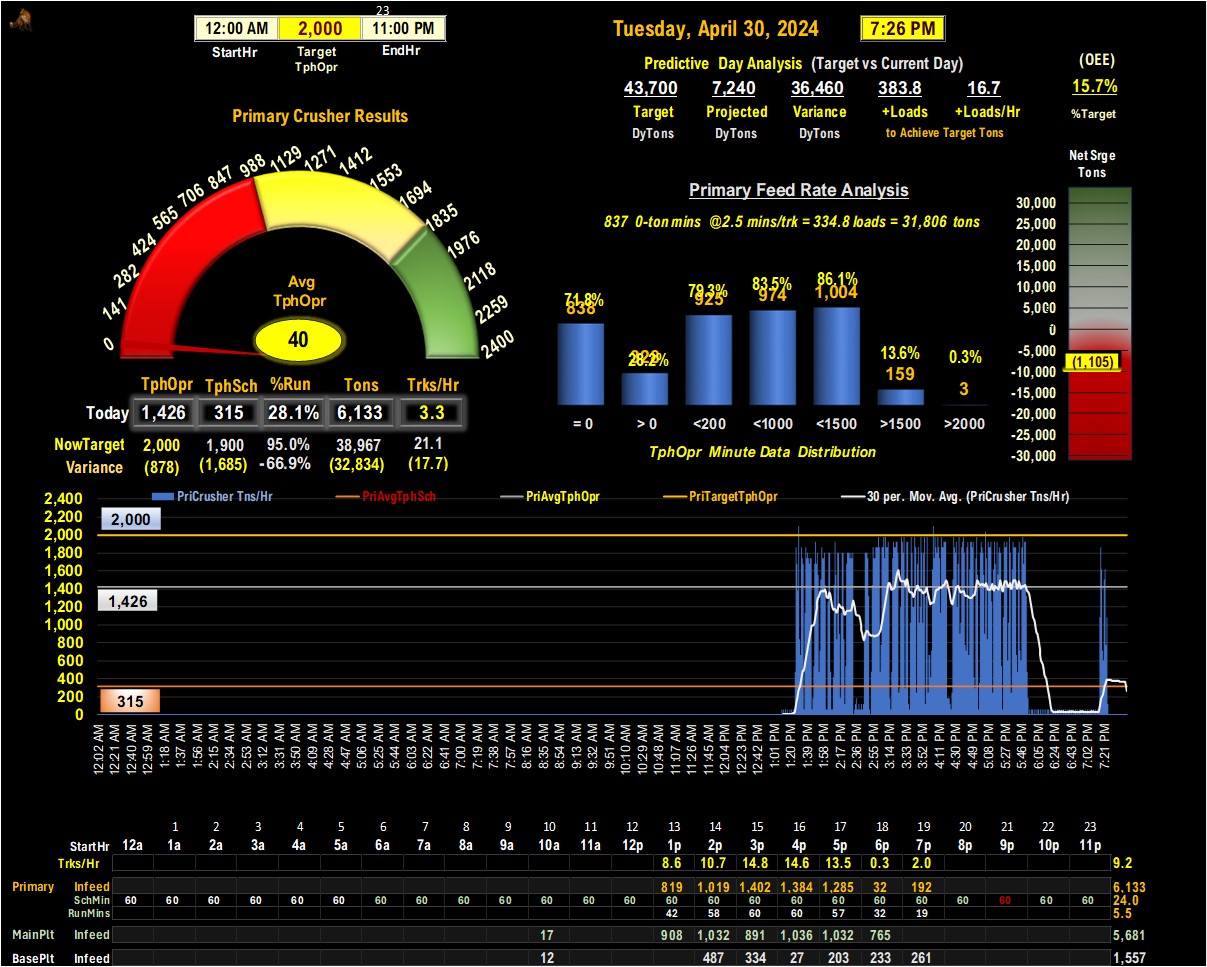 23
12:00 AM 2,000 11:00 PM
StartHr Target TphOpr EndHr
Tuesday, April 30, 2024 7:26 PM
Predictive Day Analysis (Target vs Current Day)
43,700 7,240 36,460 383.8 16.7
Target Projected Variance +Loads +Loads/Hr
DyTons DyTons DyTons to Achieve Target Tons
(OEE)
15.7%
%Target
Primary Crusher Results
0 141 282 424 565 706 847 988 1129 1271 1412 1553 1694 1835 1976 2118 2259 2400
Avg
TphOpr
40
TphOpr TphSch %Run Tons Trks/Hr
Today 1,426 315 28.1% 6,133 3.3
NowTarget 2,000 1,900 95.0% 38,967 21.1
Variance (878) (1,685) -66.9% (32,834) (17.7)
Primary Feed Rate Analysis
837 0-ton mins @2.5 mins/trk = 334.8 loads = 31,806 tons
71.8% 28.2% 79.3% 83.5% 86.1% 13.6% 0.3%
838 925 974 1,004 159 3
= 0 > 0 <200 <1000 <1500 >1500 >2000
TphOpr Minute Data Distribution
Net Srge
Tons
30,000
25,000
20,000
15,000
10,000
5,000
0
-5,000
(1,105)
-10,000
-15,000
-20,000
-25,000
-30,000
PriCrusher Tns/Hr PriAvgTphSch PriAvgTphOpr PriTargetTphOpr 30 per. Mov. Avg. (PriCrusher Tns/Hr)
2,400
2,200
2,000
2,000
1,800
1,600
1,400
1,426
1,200
1,000
800
600
400
315
200
0
12:02 AM 12:21 AM 12:40 AM 12:59 AM 1:18 AM 1:37 AM 1:56 AM 2:15 AM 2:34 AM 2:53 AM 3:12 AM 3:31 AM 3:50 AM 4:09 AM 4:28 AM 4:47 AM 5:06 AM 5:25 AM 5:44 AM 6:03 AM 6:22 AM 6:41 AM 7:00 AM 7:19 AM 7:38 AM 7:57 AM 8:16 AM 8:35 AM 8:54 AM 9:13 AM 9:32 AM 9:51 AM 10:10 AM 10:29 AM 10:48 AM 11:07 AM 11:26 AM 11:45 AM 12:04 PM 12:23 PM 12:42 PM 1:01 PM 1:20 PM 1:39 PM 1:58 PM 2:17 PM 2:36 PM 2:55 PM 3:14 PM 3:33 PM 3:52 PM 4:11 PM 4:30 PM 4:49 PM 5:08 PM 5:27 PM 5:46 PM 6:05 PM 6:24 PM 6:43 PM 7:02 PM 7:21 PM
1 2 3 4 5 6 7 8 9 10 11 12 13 14 15 16 17 18 19 20 21 22 23
StartHr 12a 1a 2a 3a 4a 5a 6a 7a 8a 9a 10a 11a 12p 1p 2p 3p 4p 5p 6p 7p 8p 9p 10p 11p
Trks/Hr 8.6 10.7 14.8 14.6 13.5 0.3 2.0 9.2
Primary Infeed 819 1,019 1,402 1,384 1,285 32 192 6,133
SchMin 60 60 60 60 60 60 60 60 60 60 60 60 60 60 60 60 60 60 60 60 60 60 60 60 24.0
RunMins 42 58 60 60 57 32 19 5.5
MainPlt Infeed 17 908 1,032 891 1,036 1,032 765 5,681
BasePlt Infeed 12 487 334 27 203 233 261 1,557